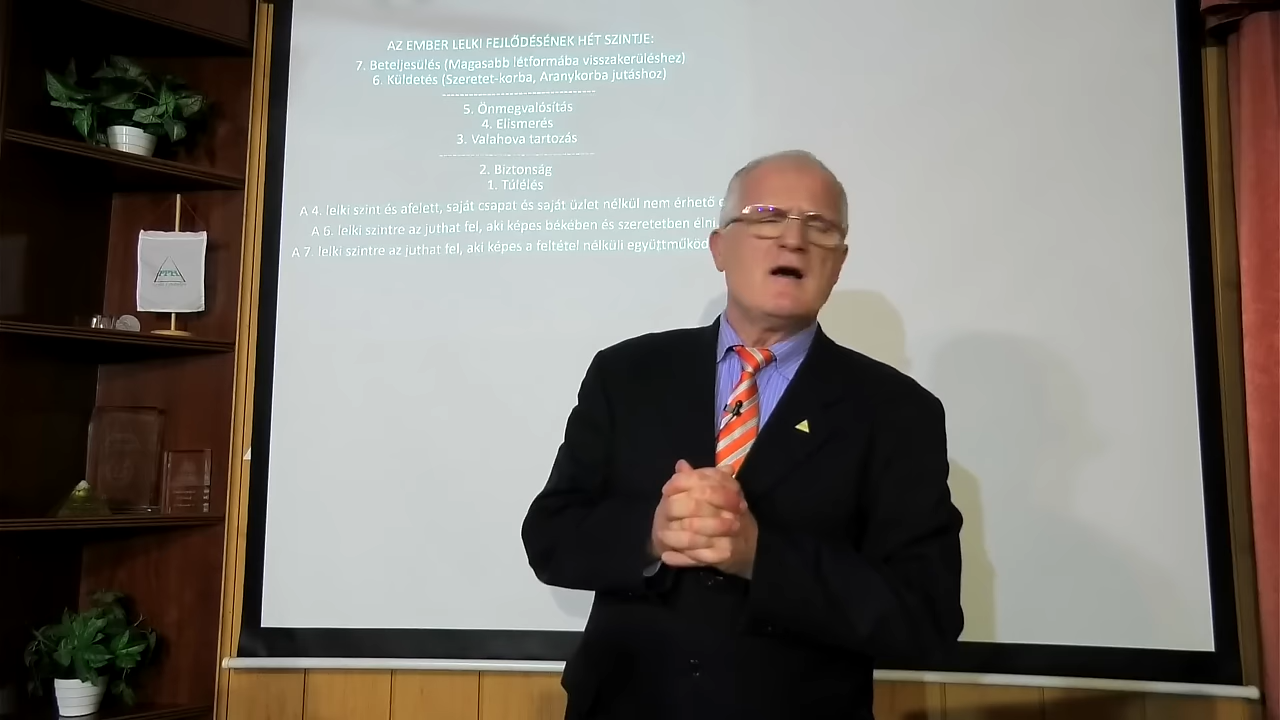 AZ EMBER LELKI FEJLŐDÉSÉNEK HÉT SZINTJE:
7. Beteljesülés (Magasabb létformába visszakerüléshez)
6. Küldetés (Szeretet-korba, Aranykorba jutáshoz)
5. Önmegvalósítás
4. Elismerés
3. Valahova tartozás
2. Biztonság
1. Túlélés
A 4. lelki szint és afelett, saját csapat és saját üzlet nélkül nem érhető
A 6. lelki szintre az juthat fel, aki képes békében és szeretetben élni
A 7. lelki szintre az juthat fel, aki képes a feltétel nélküli együttműköd